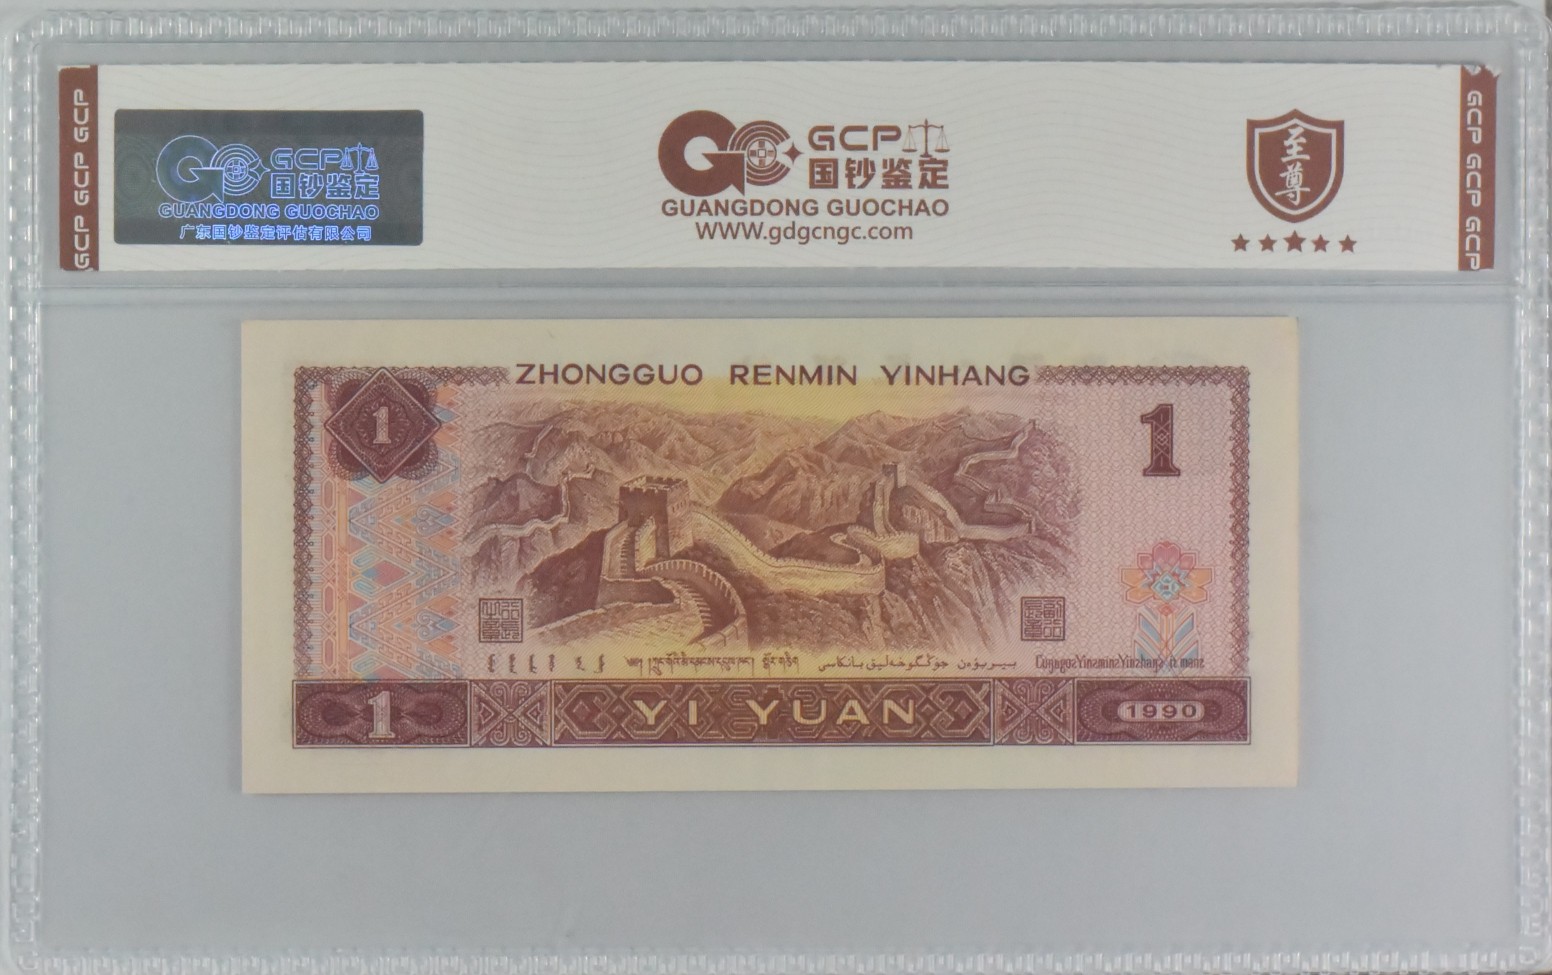 GCP GCP GCP
GCP 国钞鉴定
GUANGDONG GUOCHAO
广东国钞鉴定评估有限公司
GCP
国钞鉴定
GUANGDONG GUOCHAO
WWW.gdgcngc.com
至尊
GCP GCP GCP
ZHONGGUO RENMIN YINHANG
1
1
YI YUAN
1
1990